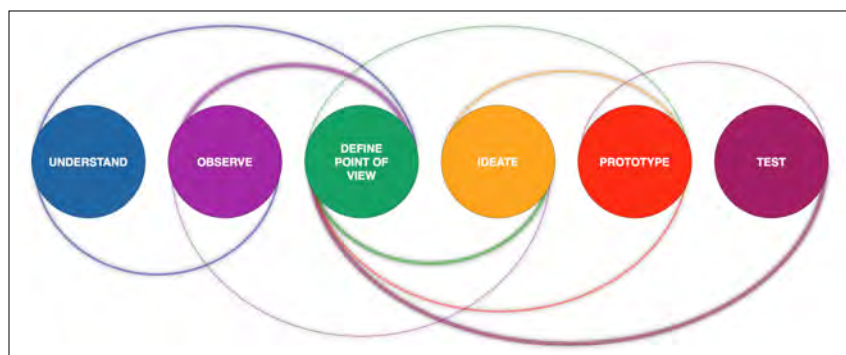 UNDERSTAND
OBSERVE
DEFINE
POINT OF
VIEW
IDEATE
PROTOTYPE
TEST